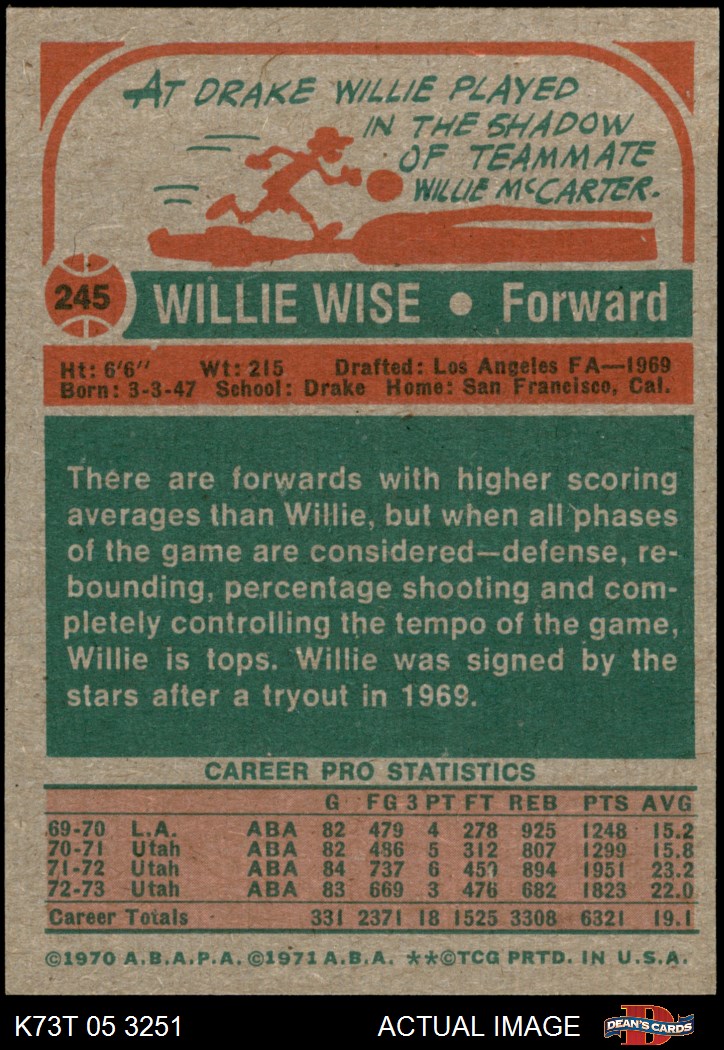 AT DRAKE WILLIE PLAYED
IN THE SHADOW
OF TEAMMATE
WILLIE McCARTER.
245 WILLIE WISE • Forward
Ht: 6'6" Wt: 215 Drafted: Los Angeles FA—1969
Born: 3-3-47 School: Drake Home: San Francisco, Cal.
There are forwards with higher scoring
averages than Willie, but when all phases
of the game are considered—defense, re-
bounding, percentage shooting and com-
pletely controlling the tempo of the game,
Willie is tops. Willie was signed by the
stars after a tryout in 1969.
CAREER PRO STATISTICS
G FG 3 PT FT REB PTS AVG
69-70 L.A. ABA 82 479 4 278 925 1248 15.2
70-71 Utah ABA 82 486 5 312 807 1299 15.8
71-72 Utah ABA 84 737 6 459 894 1951 23.2
72-73 Utah ABA 83 669 3 476 682 1823 22.0
Career Totals 331 2371 18 1525 3308 6321 19.1
©1970 A.B.A.P.A. ©1971 A.B.A. **©TCG PRTD. IN U.S.A.
K73T 05 3251 ACTUAL IMAGE DEAN'S CARDS